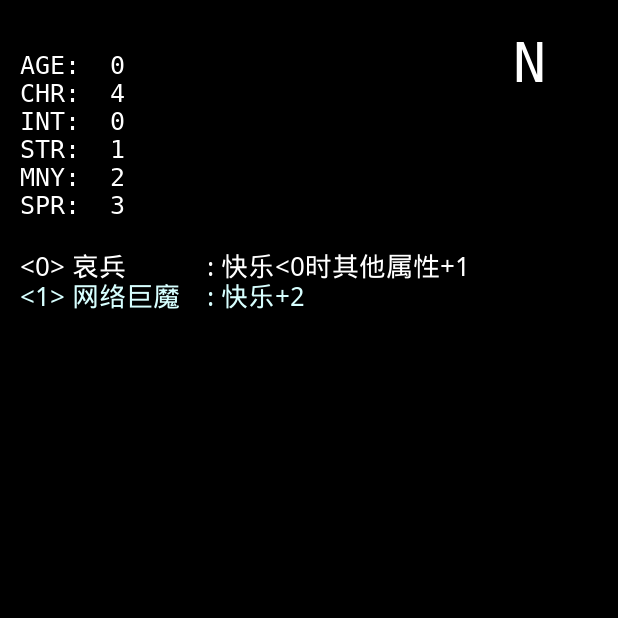 N
AGE: 0
CHR: 4
INT: 0
STR: 1
MNY: 2
SPR: 3
<0> 哀兵 : 快乐<0时其他属性+1
<1> 网络巨魔 : 快乐+2